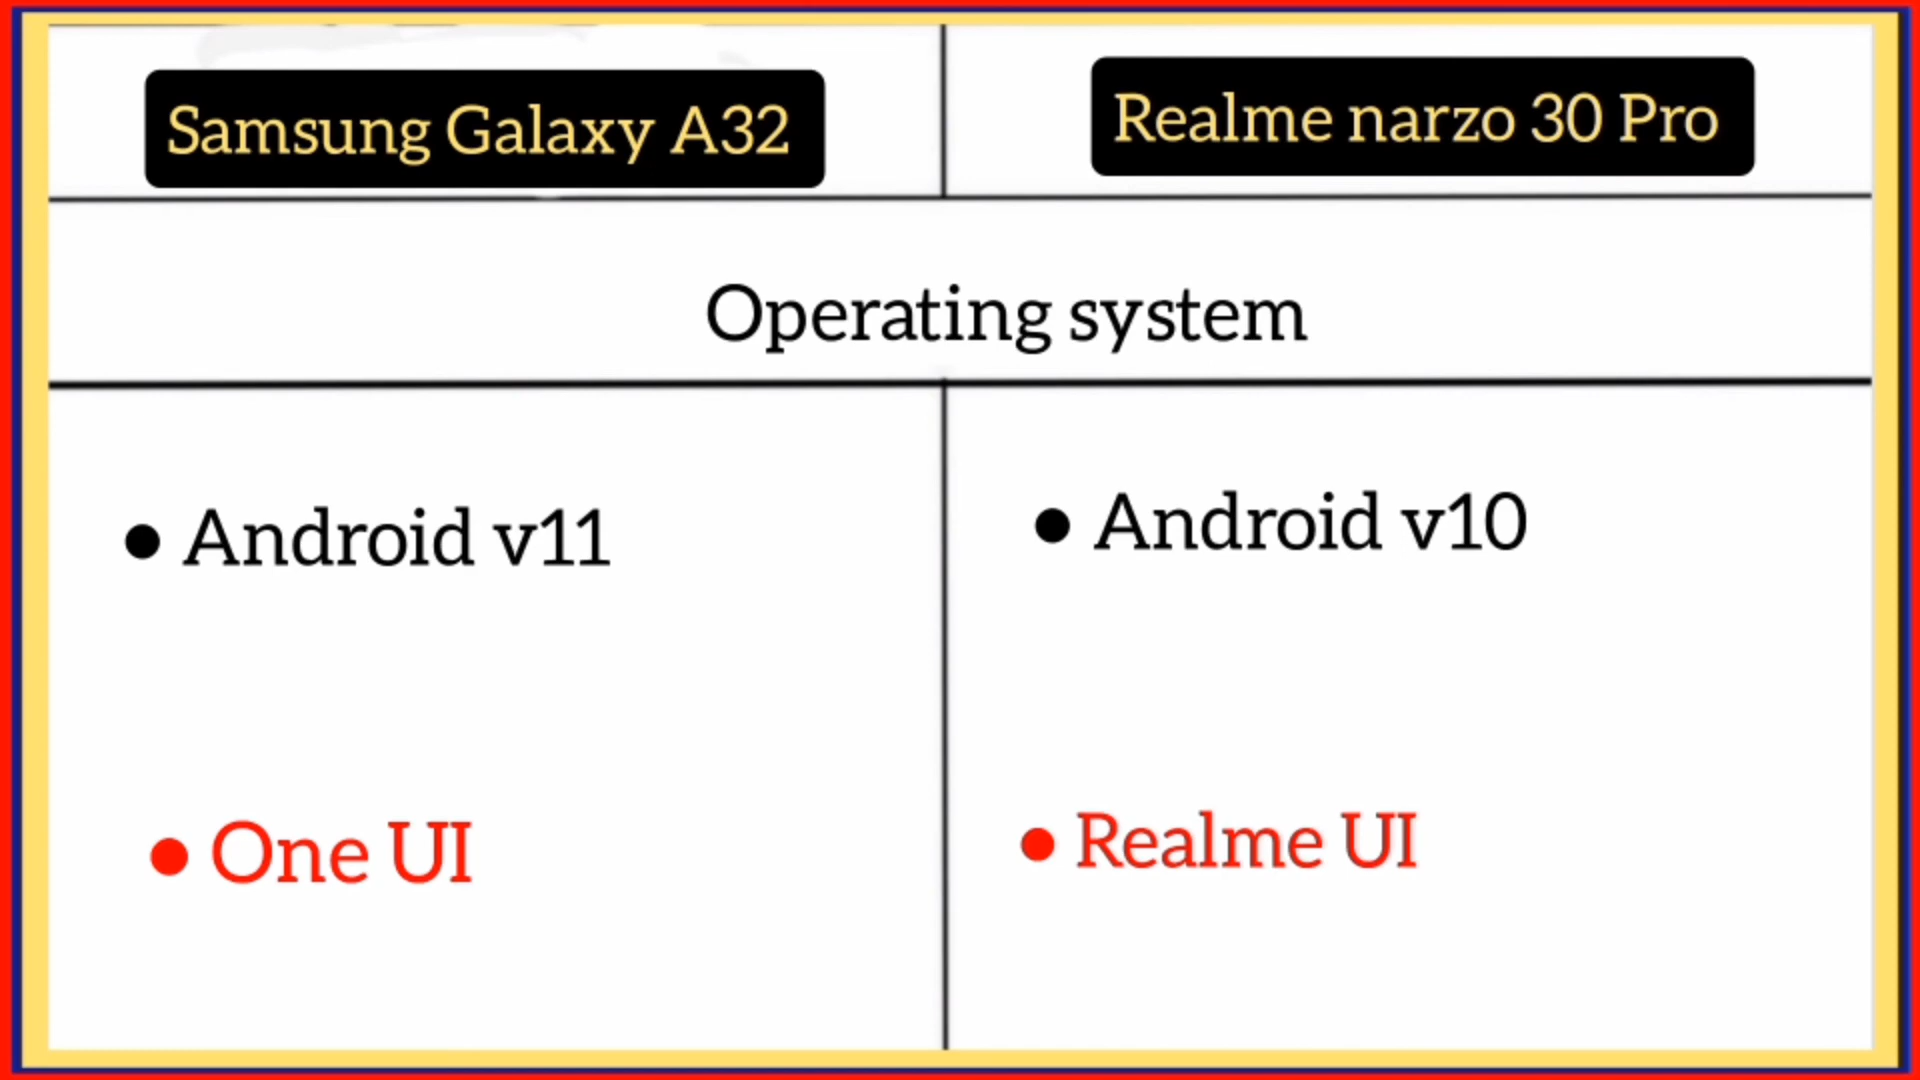 Samsung Galaxy A32
Realme narzo 30 Pro
Operating system
• Android v11
• Android v10
• One UI
• Realme UI